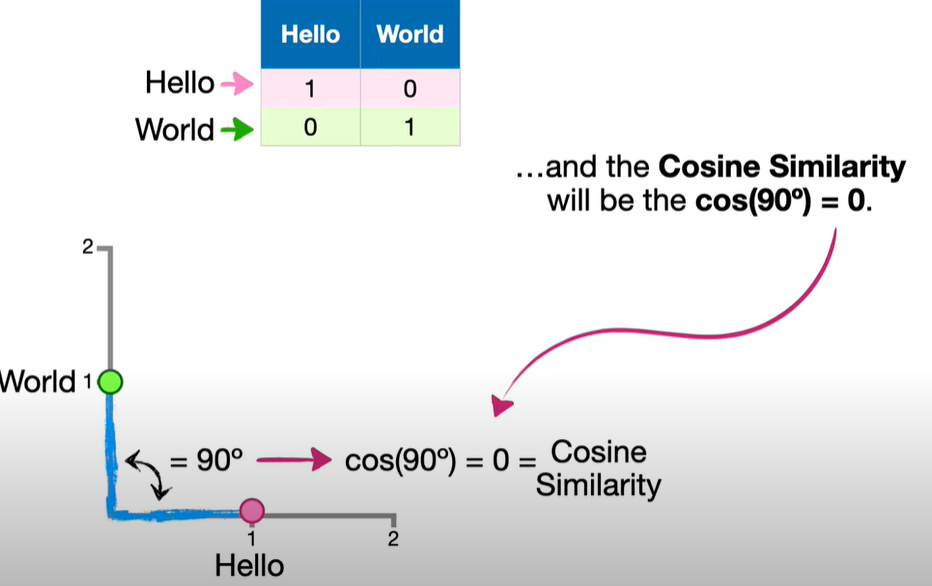 Hello World
Hello 1 0
World 0 1
...and the Cosine Similarity
will be the cos(90º) = 0.
2
World 1
= 90º cos(90º) = 0 = Cosine
Similarity
1 2
Hello